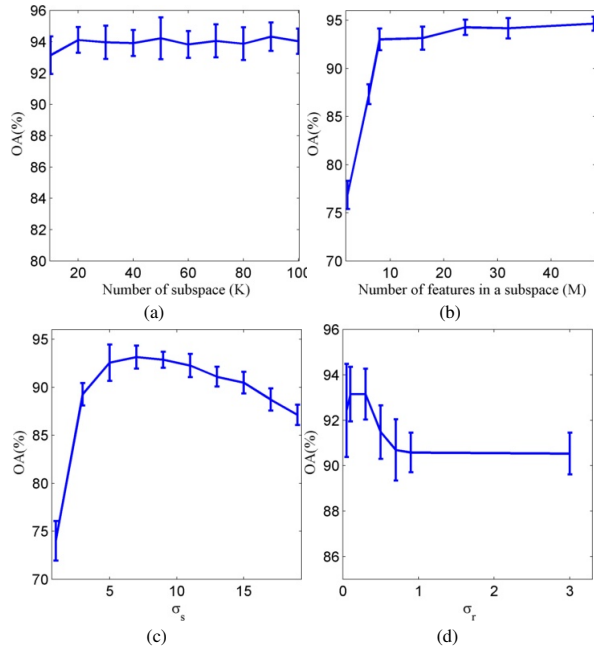 96
94
92
90
88
86
84
82
80
OA(%)
20 40 60 80 100
Number of subspace (K)
(a)
95
90
85
80
75
70
OA(%)
10 20 30 40
Number of features in a subspace (M)
(b)
95
90
85
80
75
70
OA(%)
5 10 15
σs
(c)
96
94
92
90
88
86
OA(%)
0 1 2 3
σr
(d)